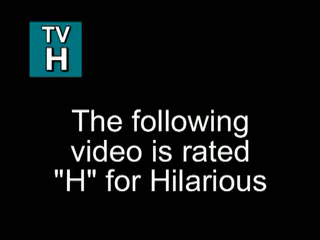 TV
H
The following
video is rated
"H" for Hilarious